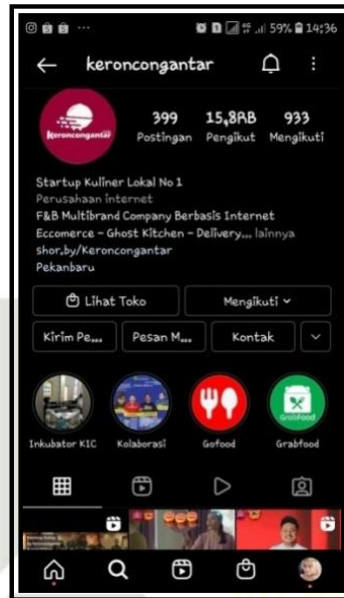 59% 14:36
keroncongantar
Keroncongantar
399 15,8RB 933
Postingan Pengikut Mengikuti
Startup Kuliner Lokal No 1
Perusahaan internet
F&B Multibrand Company Berbasis Internet
Eccomerce - Ghost Kitchen - Delivery... lainnya
shor.by/Keroncongantar
Pekanbaru
Lihat Toko Mengikuti
Kirim Pe... Pesan M... Kontak
GrabFood
Inkubator KIC Kolaborasi Gofood Grabfood